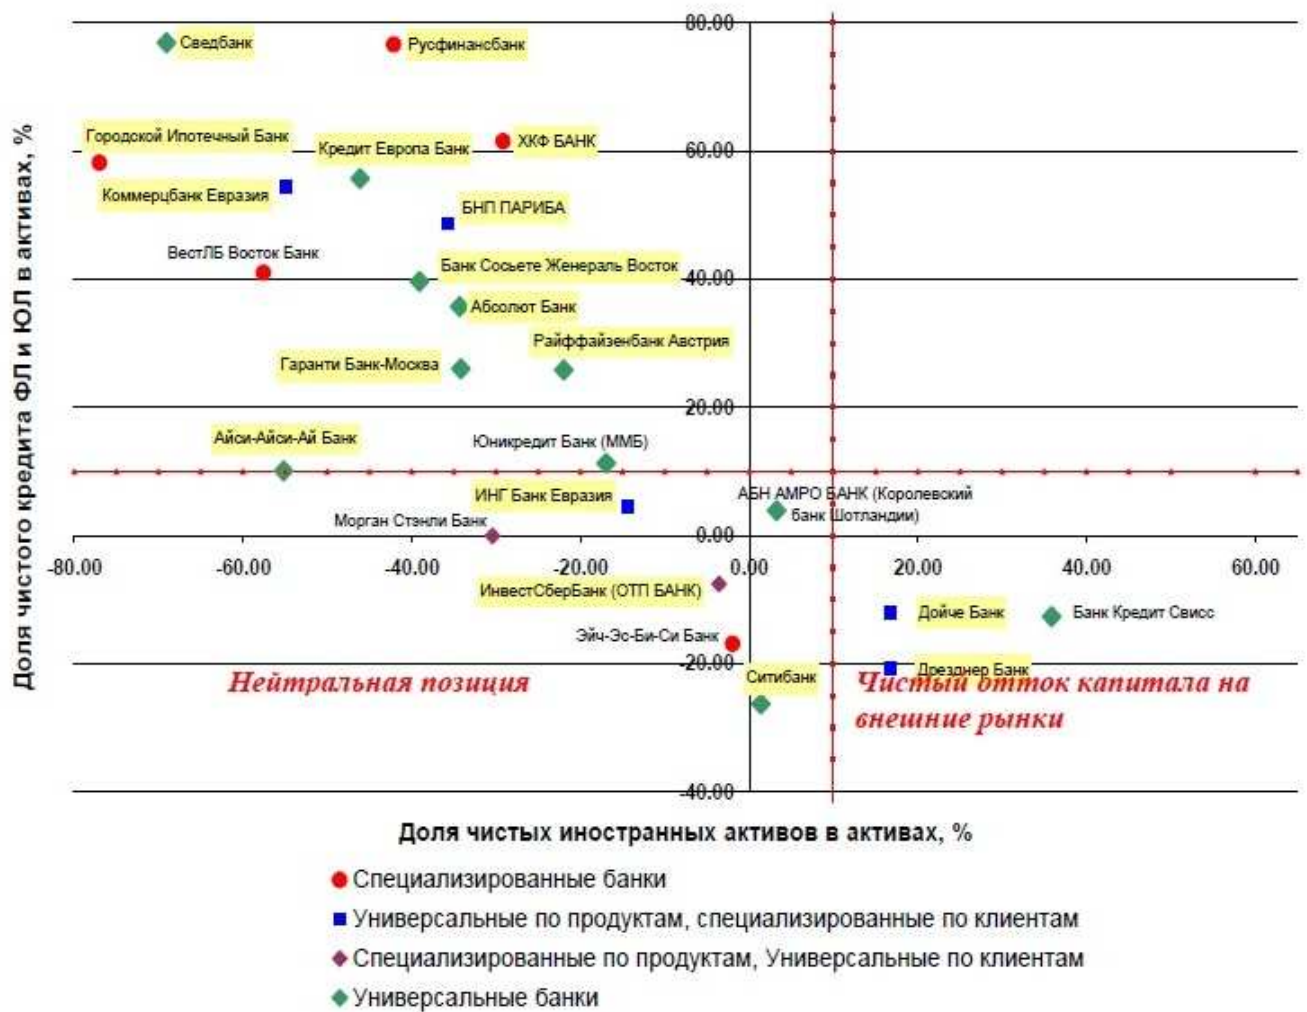 80.00
Сведбанк
Русфинансбанк
Городской Ипотечный Банк
Кредит Европа Банк
ХКФ БАНК
60.00
Коммерцбанк Евразия
БНП ПАРИБА
ВестЛБ Восток Банк
Банк Сосьете Женераль Восток
40.00
Абсолют Банк
Райффайзенбанк Австрия
Гаранти Банк-Москва
20.00
Айси-Айси-Ай Банк
Юникредит Банк (ММБ)
ИНГ Банк Евразия
АБН АМРО БАНК (Королевский
банк Шотландии)
Морган Стэнли Банк
0.00
-80.00
-60.00
-40.00
-20.00
0.00
20.00
40.00
60.00
ИнвестСберБанк (ОТП БАНК)
Дойче Банк
Банк Кредит Свисс
Эйч-Эс-Би-Си Банк
-20.00
Ситибанк
Дрезднер Банк
Нейтральная позиция
Чистый отток капитала на
внешние рынки
-40.00
Доля чистого кредита ФЛ и ЮЛ в активах, %
Доля чистых иностранных активов в активах, %
Специализированные банки
Универсальные по продуктам, специализированные по клиентам
Специализированные по продуктам, Универсальные по клиентам
Универсальные банки